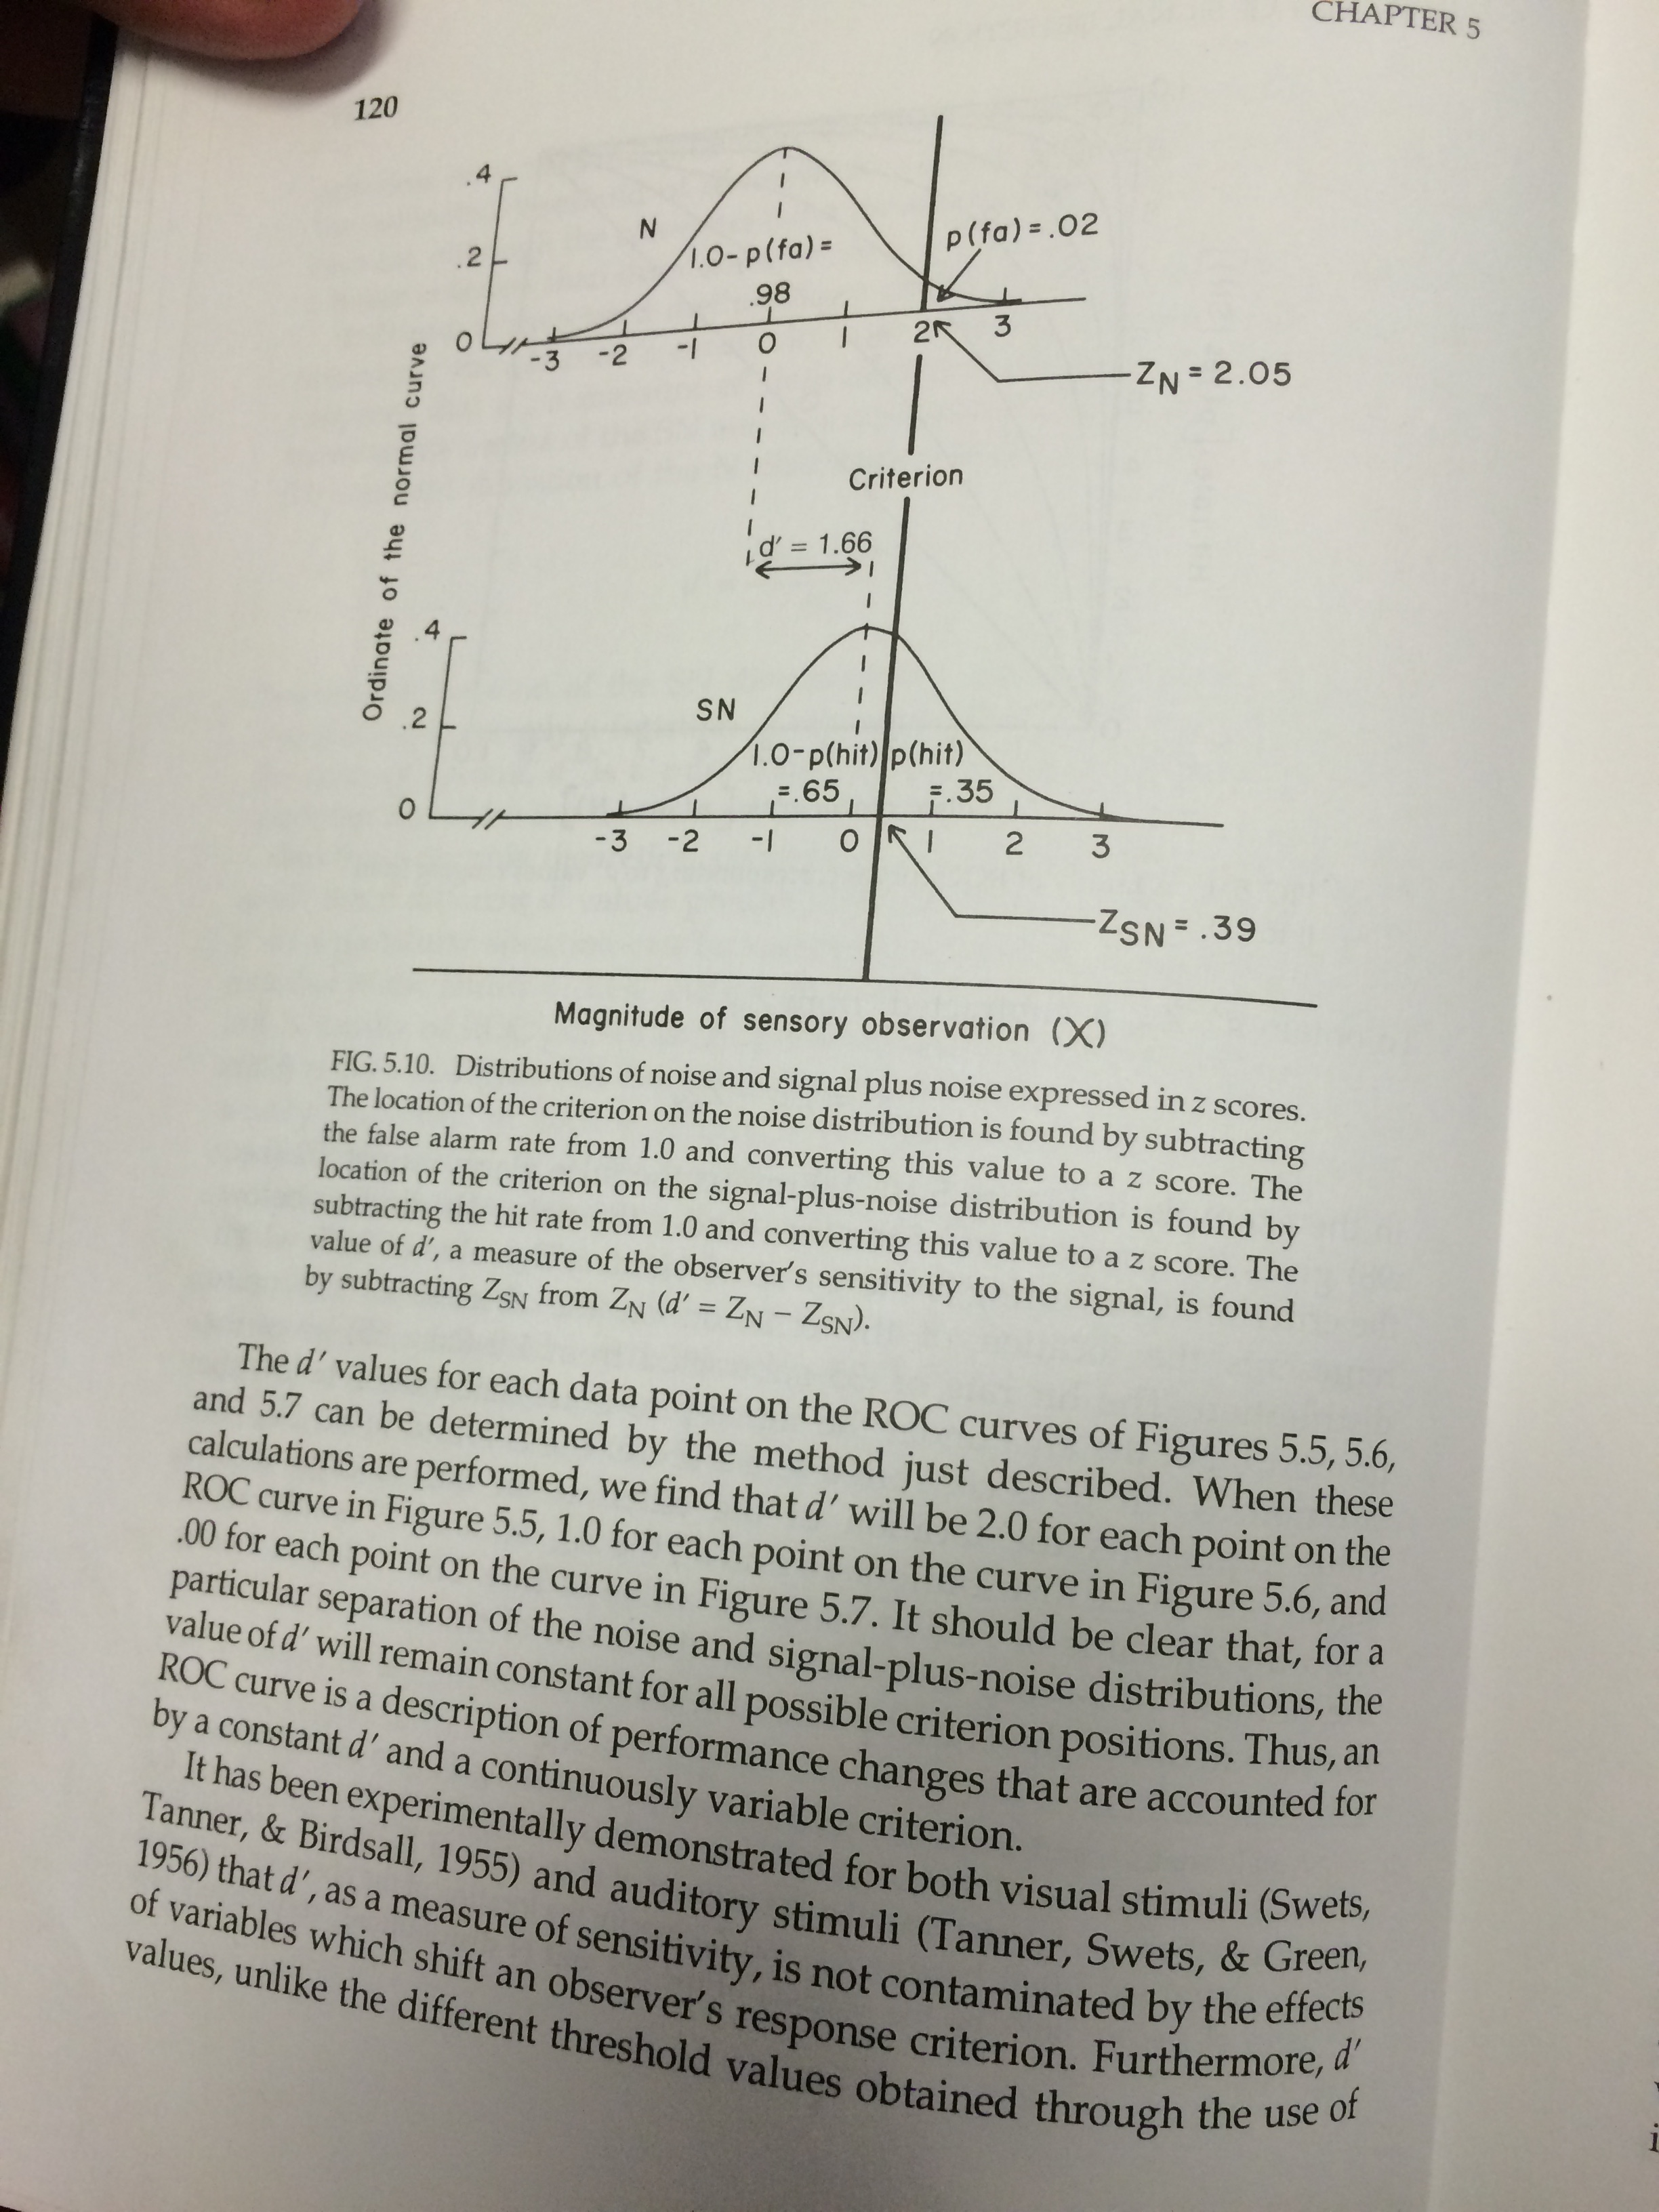 CHAPTER 5
120
.4
.2
0
N
1.0-p(fa)=
.98
p(fa)=.02
-3 -2 -1 0 1 2 3
ZN = 2.05
Ordinate of the normal curve
Criterion
d′ = 1.66
.4
.2
0
SN
1.0-p(hit) p(hit)
=.65 =.35
-3 -2 -1 0 1 2 3
ZSN = .39
Magnitude of sensory observation (X)
FIG. 5.10. Distributions of noise and signal plus noise expressed in z scores.
The location of the criterion on the noise distribution is found by subtracting
the false alarm rate from 1.0 and converting this value to a z score. The
location of the criterion on the signal-plus-noise distribution is found by
subtracting the hit rate from 1.0 and converting this value to a z score. The
value of d′, a measure of the observer's sensitivity to the signal, is found
by subtracting ZSN from ZN (d′ = ZN − ZSN).
The d′ values for each data point on the ROC curves of Figures 5.5, 5.6,
and 5.7 can be determined by the method just described. When these
calculations are performed, we find that d′ will be 2.0 for each point on the
ROC curve in Figure 5.5, 1.0 for each point on the curve in Figure 5.6, and
.00 for each point on the curve in Figure 5.7. It should be clear that, for a
particular separation of the noise and signal-plus-noise distributions, the
value of d′ will remain constant for all possible criterion positions. Thus, an
ROC curve is a description of performance changes that are accounted for
by a constant d′ and a continuously variable criterion.
It has been experimentally demonstrated for both visual stimuli (Swets,
Tanner, & Birdsall, 1955) and auditory stimuli (Tanner, Swets, & Green,
1956) that d′, as a measure of sensitivity, is not contaminated by the effects
of variables which shift an observer's response criterion. Furthermore, d′
values, unlike the different threshold values obtained through the use of